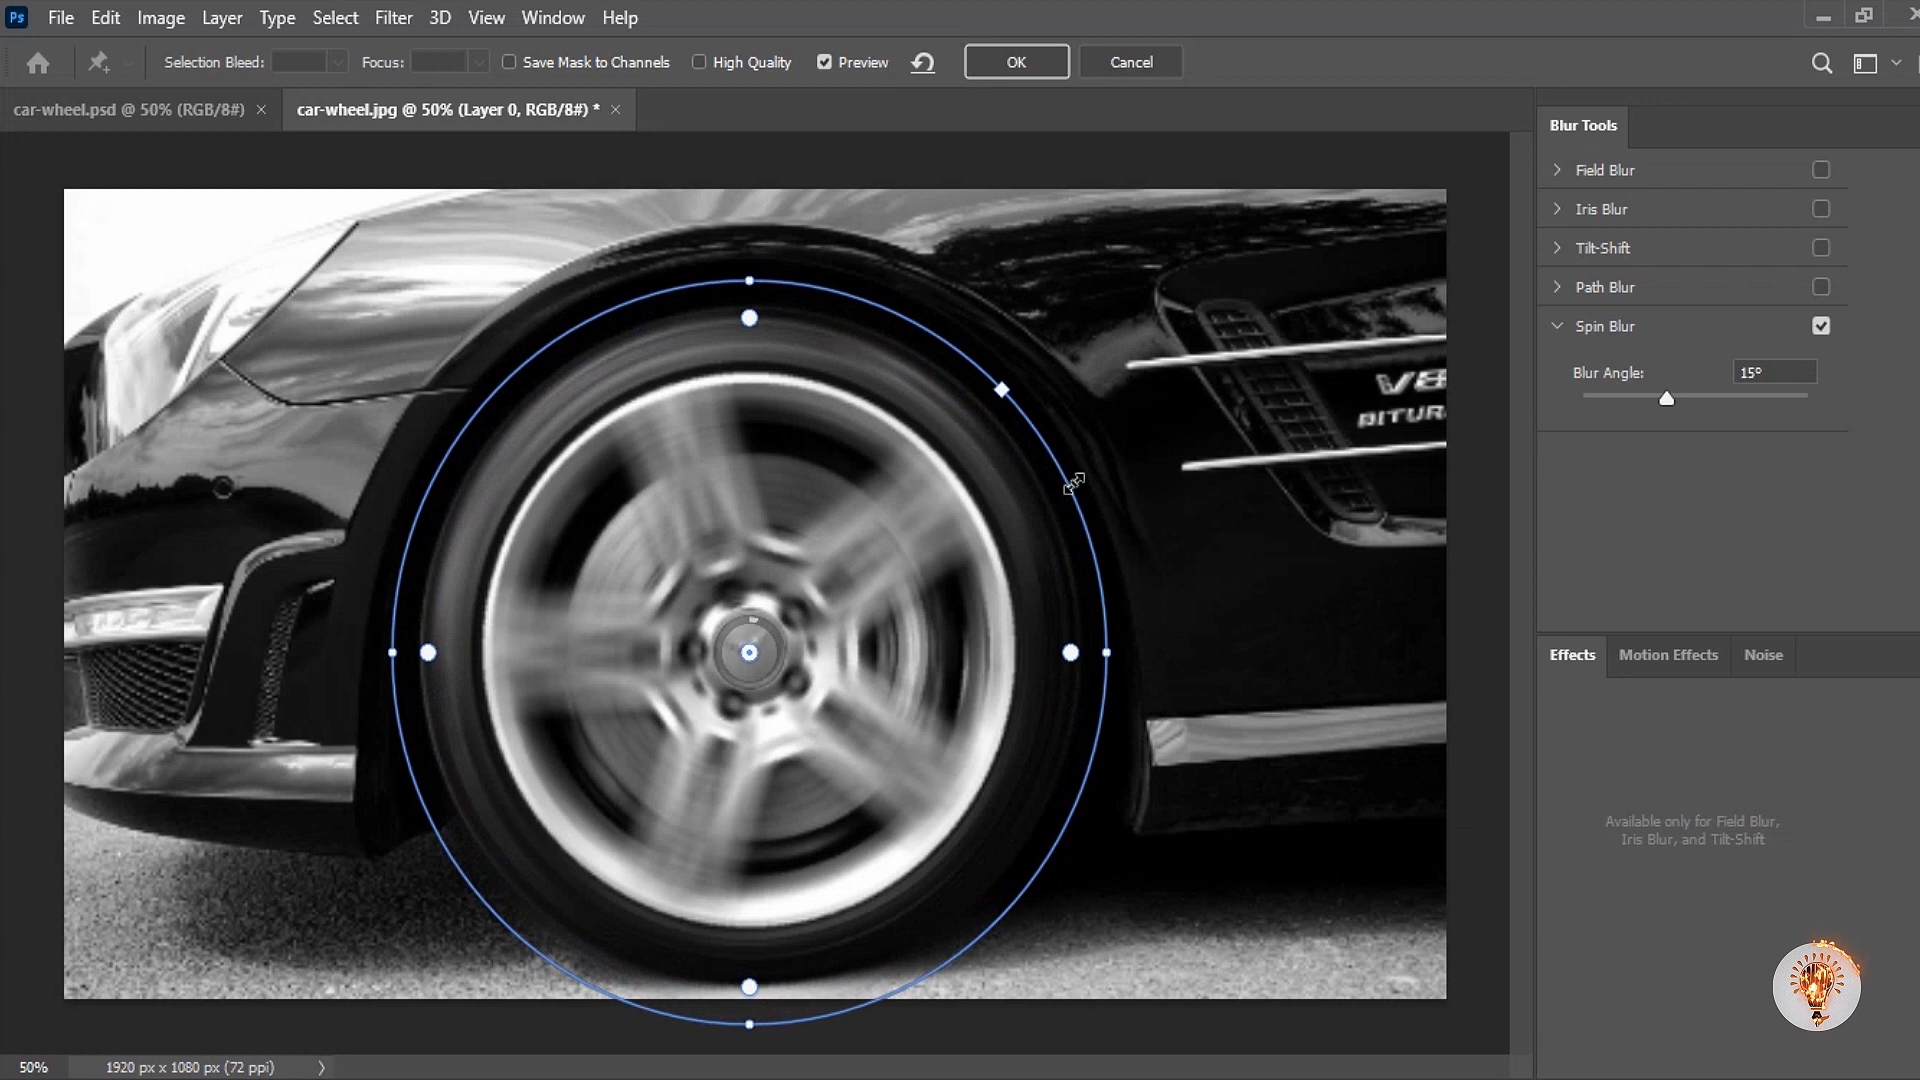 Ps File Edit Image Layer Type Select Filter 3D View Window Help
Selection Bleed: Focus: Save Mask to Channels High Quality Preview OK Cancel
car-wheel.psd @ 50% (RGB/8#) × car-wheel.jpg @ 50% (Layer 0, RGB/8#) * ×
Blur Tools
Field Blur
Iris Blur
Tilt-Shift
Path Blur
Spin Blur
Blur Angle: 15°
V8
BITUR
Effects Motion Effects Noise
Available only for Field Blur,
Iris Blur, and Tilt-Shift
50% 1920 px x 1080 px (72 ppi)